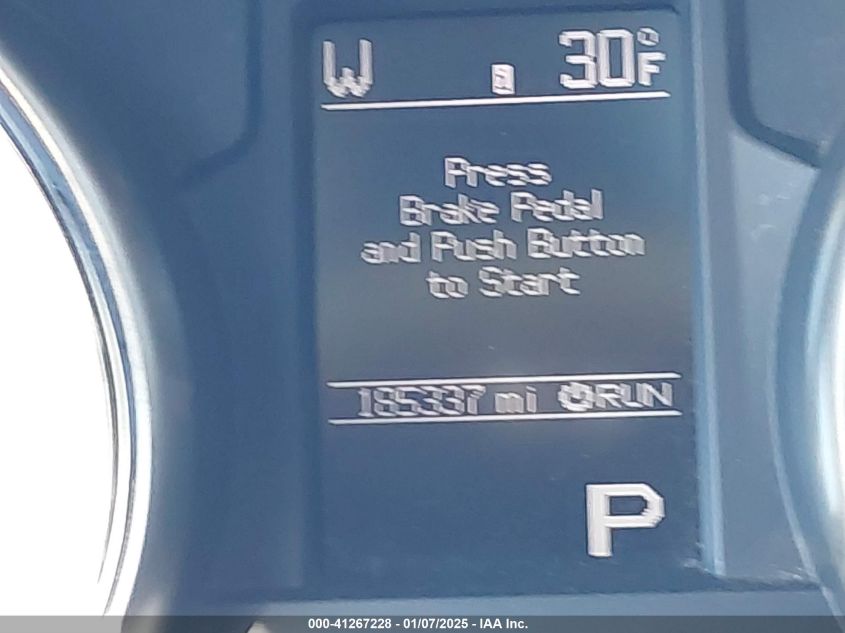 W 30°F
Press
Brake Pedal
and Push Button
to Start
185337 mi RUN
P
000-41267228 - 01/07/2025 - IAA Inc.